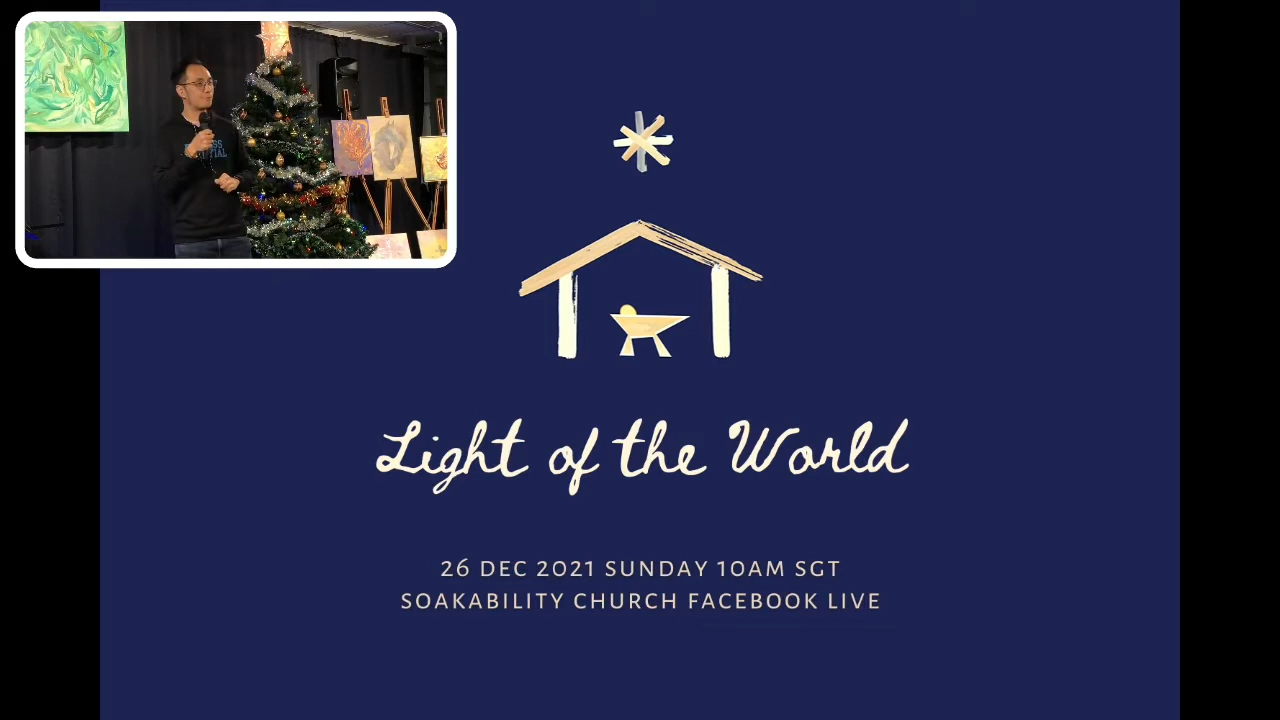 Light of the World
26 DEC 2021 SUNDAY 10AM SGT
SOAKABILITY CHURCH FACEBOOK LIVE